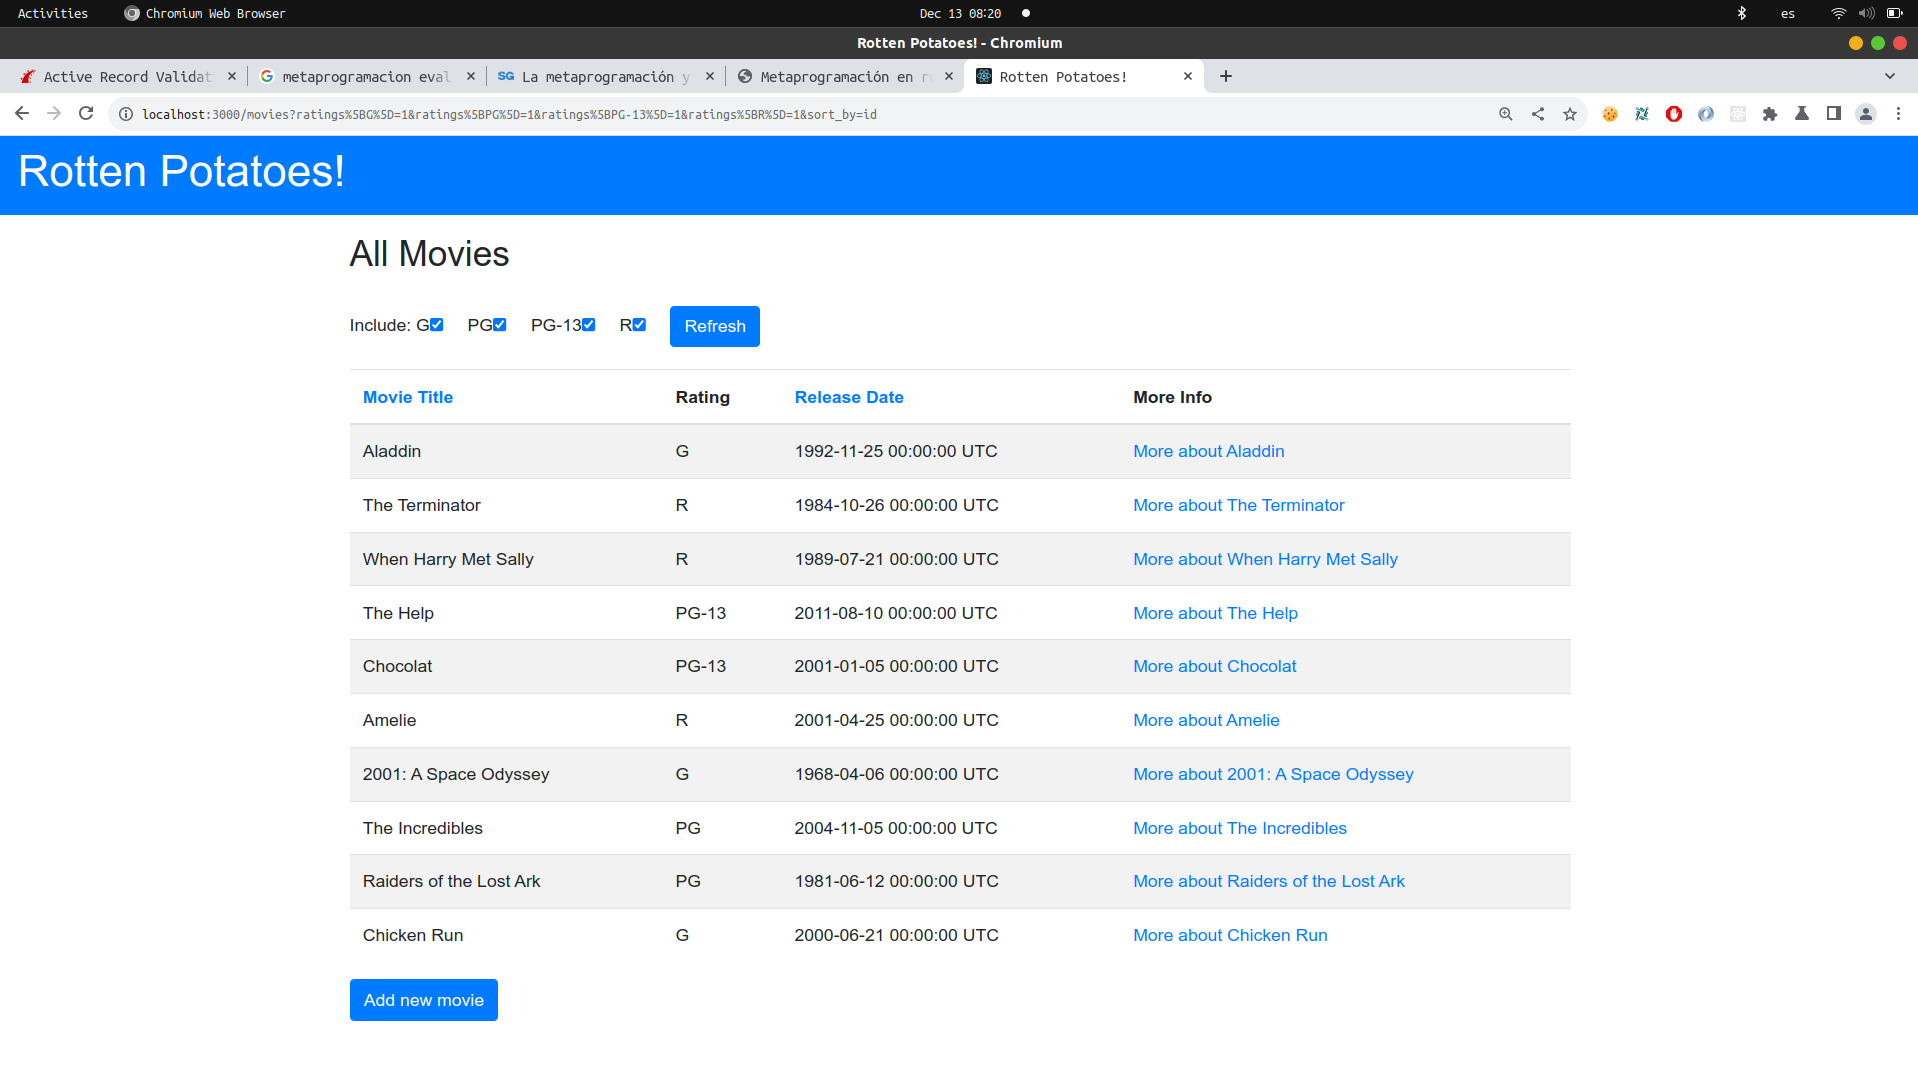 Activities Chromium Web Browser Dec 13 08:20 es
Rotten Potatoes! - Chromium
Active Record Validat metaprogramacion eval SG La metaprogramación y Metaprogramación en r Rotten Potatoes!
localhost:3000/movies?ratings%5BG%5D=1&ratings%5BPG%5D=1&ratings%5BPG-13%5D=1&ratings%5BR%5D=1&sort_by=id
Rotten Potatoes!
All Movies
Include: G PG PG-13 R Refresh
Movie Title Rating Release Date More Info
Aladdin G 1992-11-25 00:00:00 UTC More about Aladdin
The Terminator R 1984-10-26 00:00:00 UTC More about The Terminator
When Harry Met Sally R 1989-07-21 00:00:00 UTC More about When Harry Met Sally
The Help PG-13 2011-08-10 00:00:00 UTC More about The Help
Chocolat PG-13 2001-01-05 00:00:00 UTC More about Chocolat
Amelie R 2001-04-25 00:00:00 UTC More about Amelie
2001: A Space Odyssey G 1968-04-06 00:00:00 UTC More about 2001: A Space Odyssey
The Incredibles PG 2004-11-05 00:00:00 UTC More about The Incredibles
Raiders of the Lost Ark PG 1981-06-12 00:00:00 UTC More about Raiders of the Lost Ark
Chicken Run G 2000-06-21 00:00:00 UTC More about Chicken Run
Add new movie